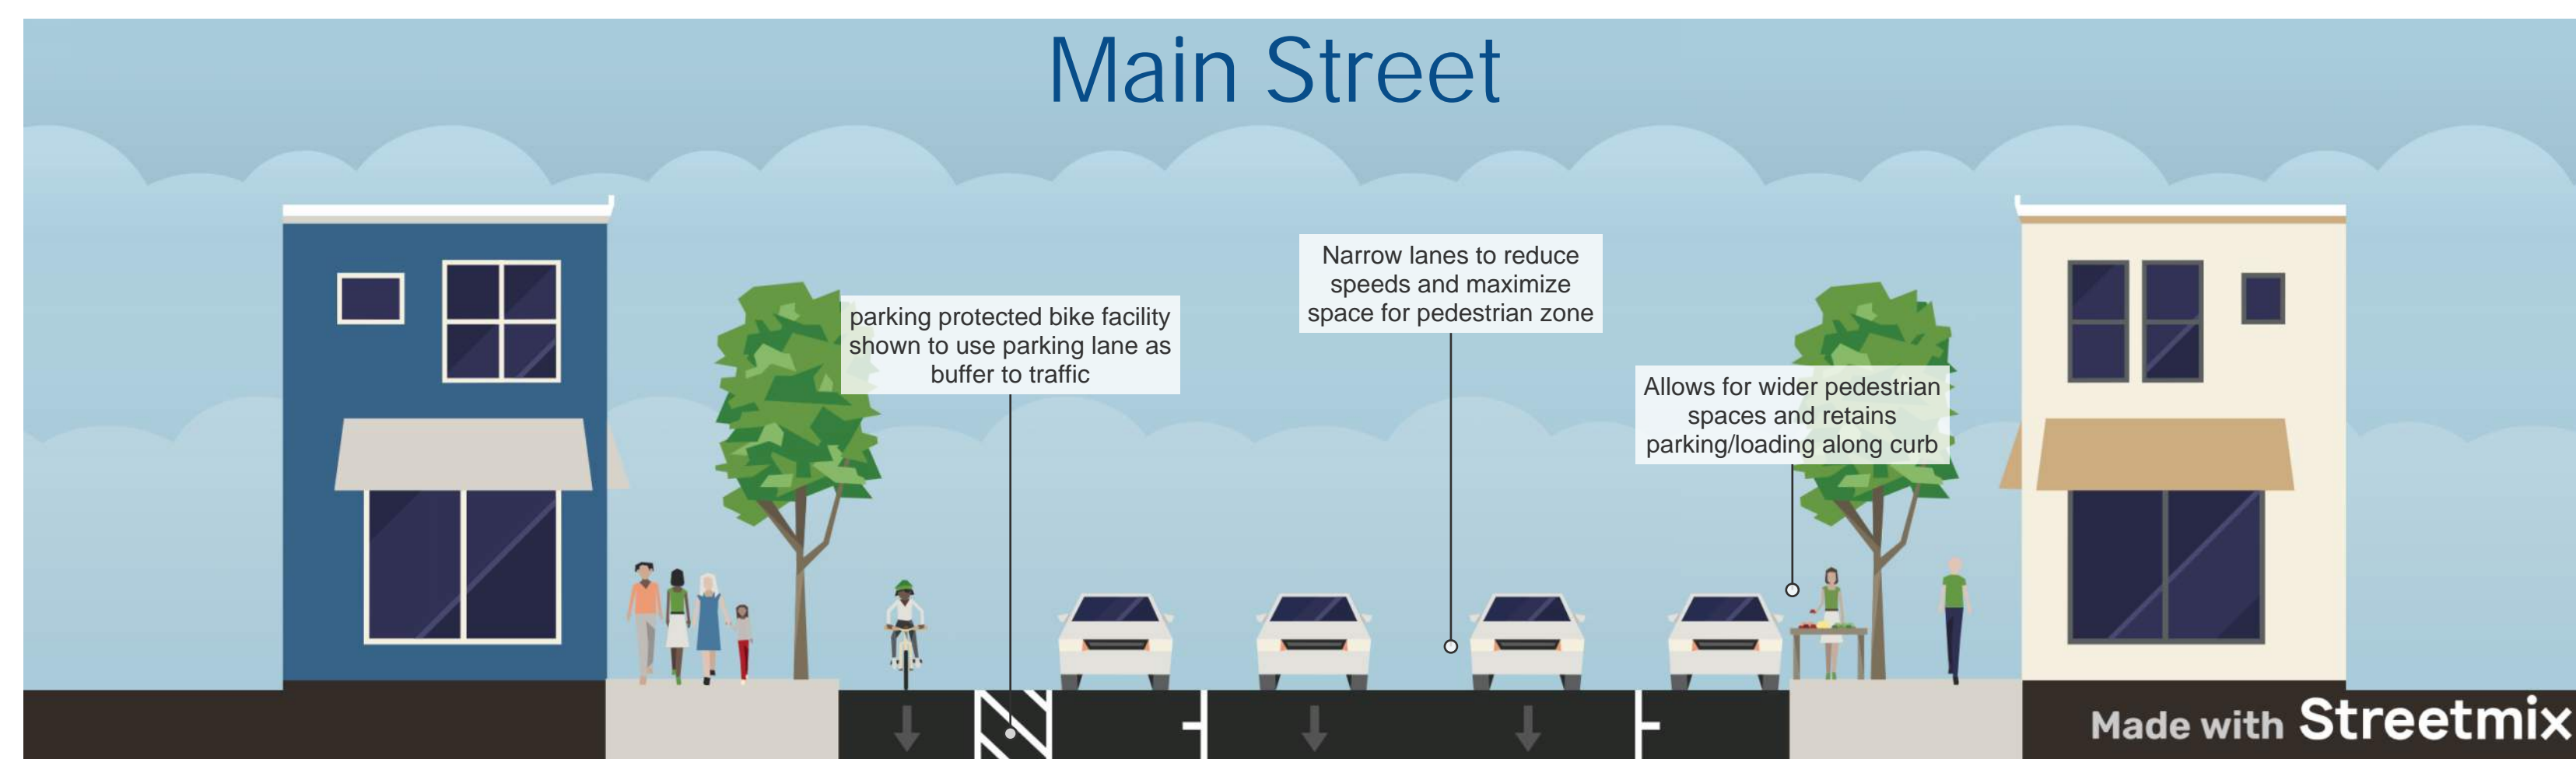 Main Street
parking protected bike facility
shown to use parking lane as
buffer to traffic
Narrow lanes to reduce
speeds and maximize
space for pedestrian zone
Allows for wider pedestrian
spaces and retains
parking/loading along curb
Made with Streetmix